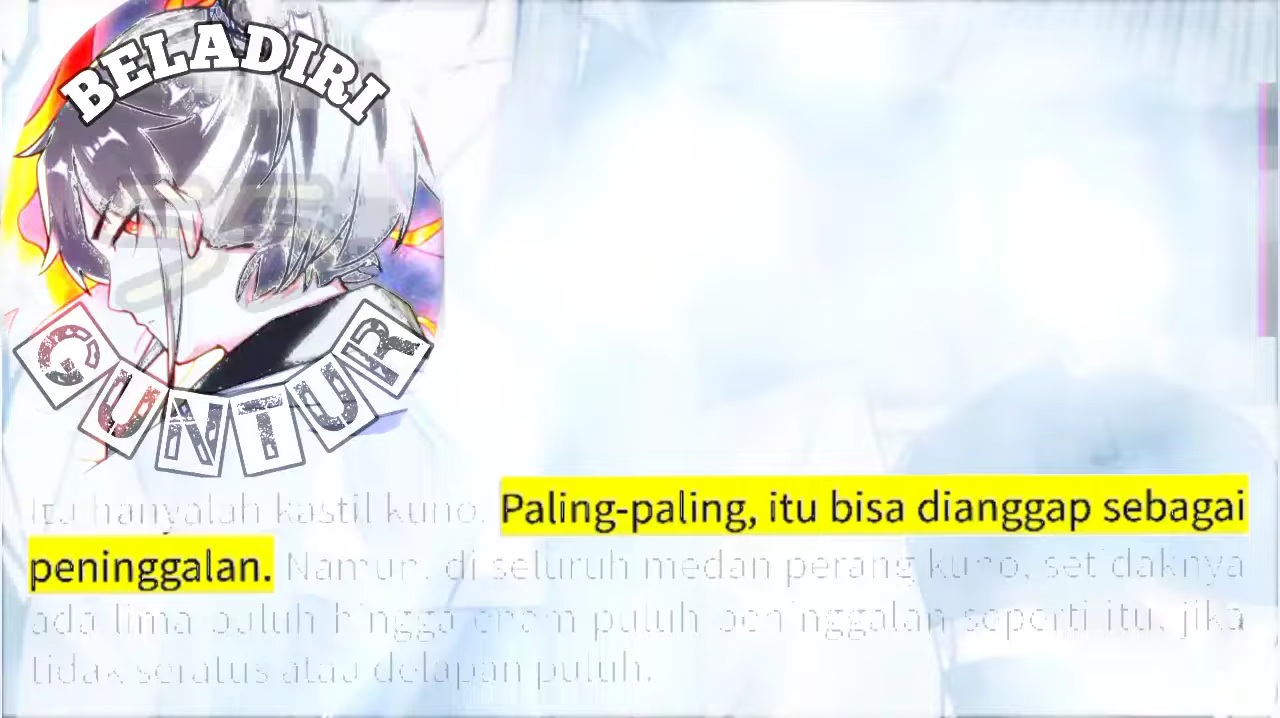 BELADIRI
GUNTUR
Itu hanyalah kastil kuno. Paling-paling, itu bisa dianggap sebagai
peninggalan. Namun, di seluruh medan perang kuno, setidaknya
ada lima puluh hingga enam puluh peninggalan seperti itu, jika
tidak seratus atau delapan puluh.